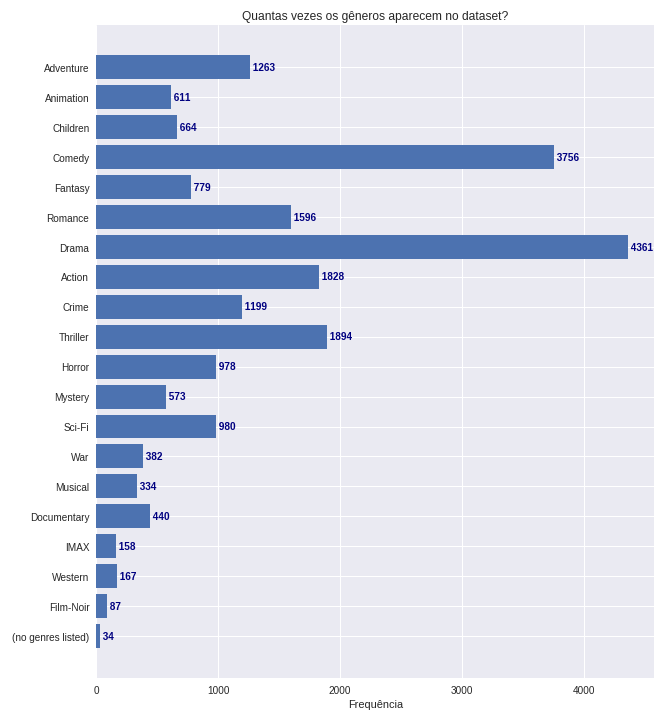 Quantas vezes os gêneros aparecem no dataset?
Adventure 1263
Animation 611
Children 664
Comedy 3756
Fantasy 779
Romance 1596
Drama 4361
Action 1828
Crime 1199
Thriller 1894
Horror 978
Mystery 573
Sci-Fi 980
War 382
Musical 334
Documentary 440
IMAX 158
Western 167
Film-Noir 87
(no genres listed) 34
0 1000 2000 3000 4000
Frequência